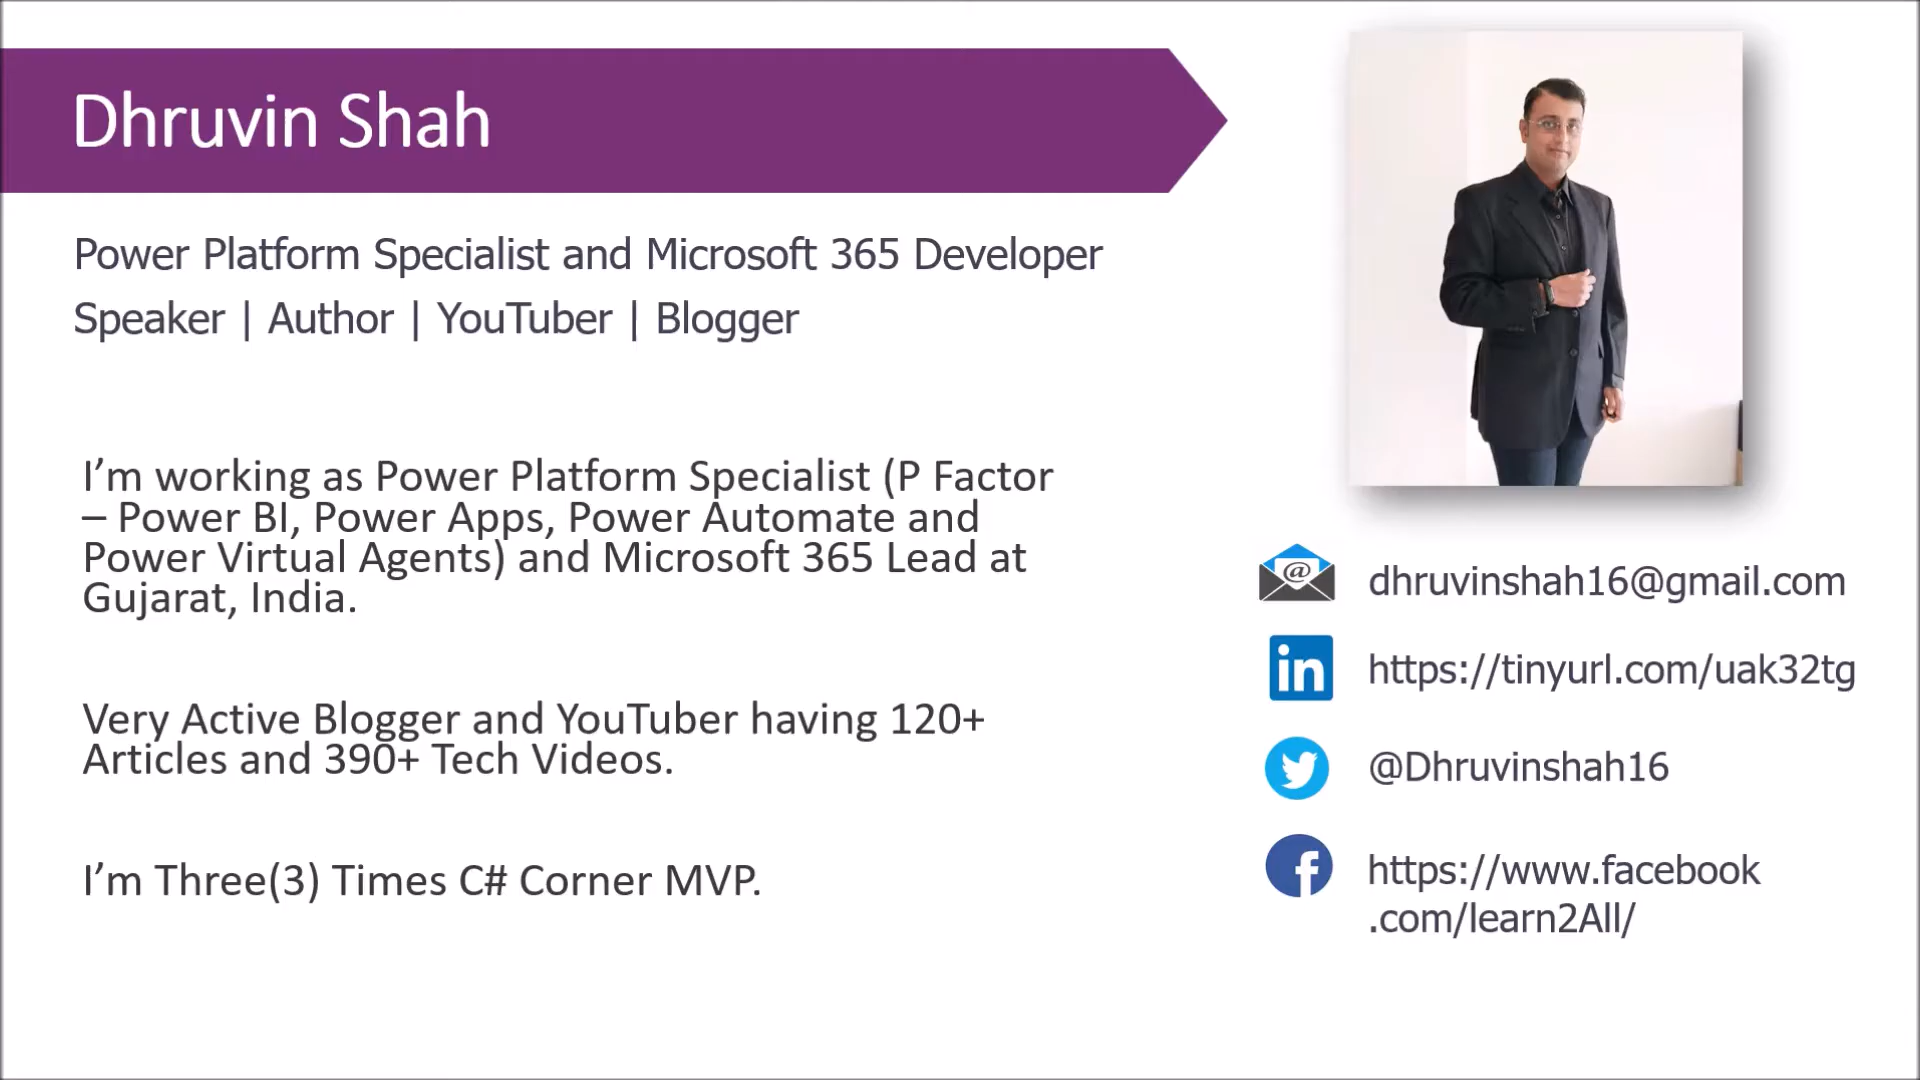 Dhruvin Shah
Power Platform Specialist and Microsoft 365 Developer
Speaker | Author | YouTuber | Blogger
I’m working as Power Platform Specialist (P Factor
– Power BI, Power Apps, Power Automate and
Power Virtual Agents) and Microsoft 365 Lead at
Gujarat, India.
Very Active Blogger and YouTuber having 120+
Articles and 390+ Tech Videos.
I’m Three(3) Times C# Corner MVP.
@ dhruvinshah16@gmail.com
in https://tinyurl.com/uak32tg
@Dhruvinshah16
f https://www.facebook
.com/learn2All/